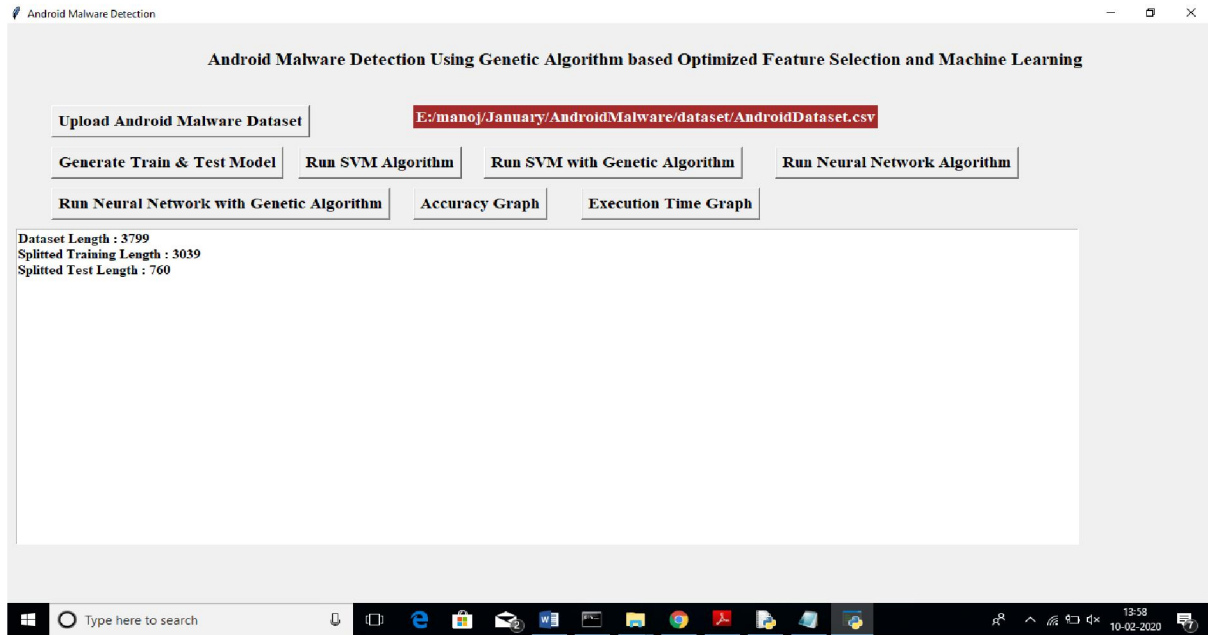 Android Malware Detection
Android Malware Detection Using Genetic Algorithm based Optimized Feature Selection and Machine Learning
Upload Android Malware Dataset
E:/manoj/January/AndroidMalware/dataset/AndroidDataset.csv
Generate Train & Test Model
Run SVM Algorithm
Run SVM with Genetic Algorithm
Run Neural Network Algorithm
Run Neural Network with Genetic Algorithm
Accuracy Graph
Execution Time Graph
Dataset Length : 3799
Splitted Training Length : 3039
Splitted Test Length : 760
Type here to search
2
13:58
10-02-2020
7